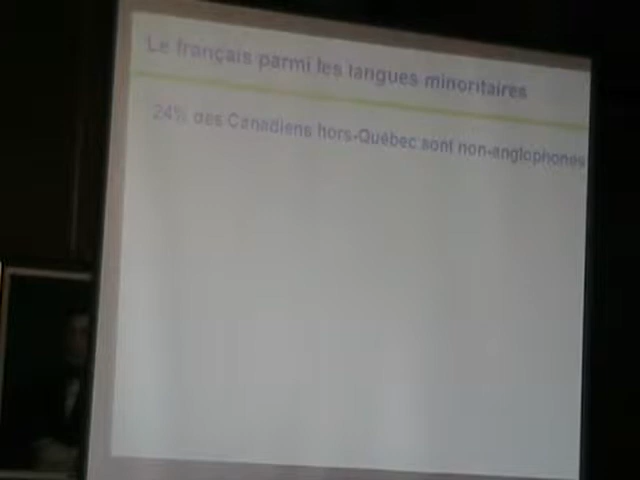 Le français parmi les langues minoritaires
24% des Canadiens hors-Québec sont non-anglophones